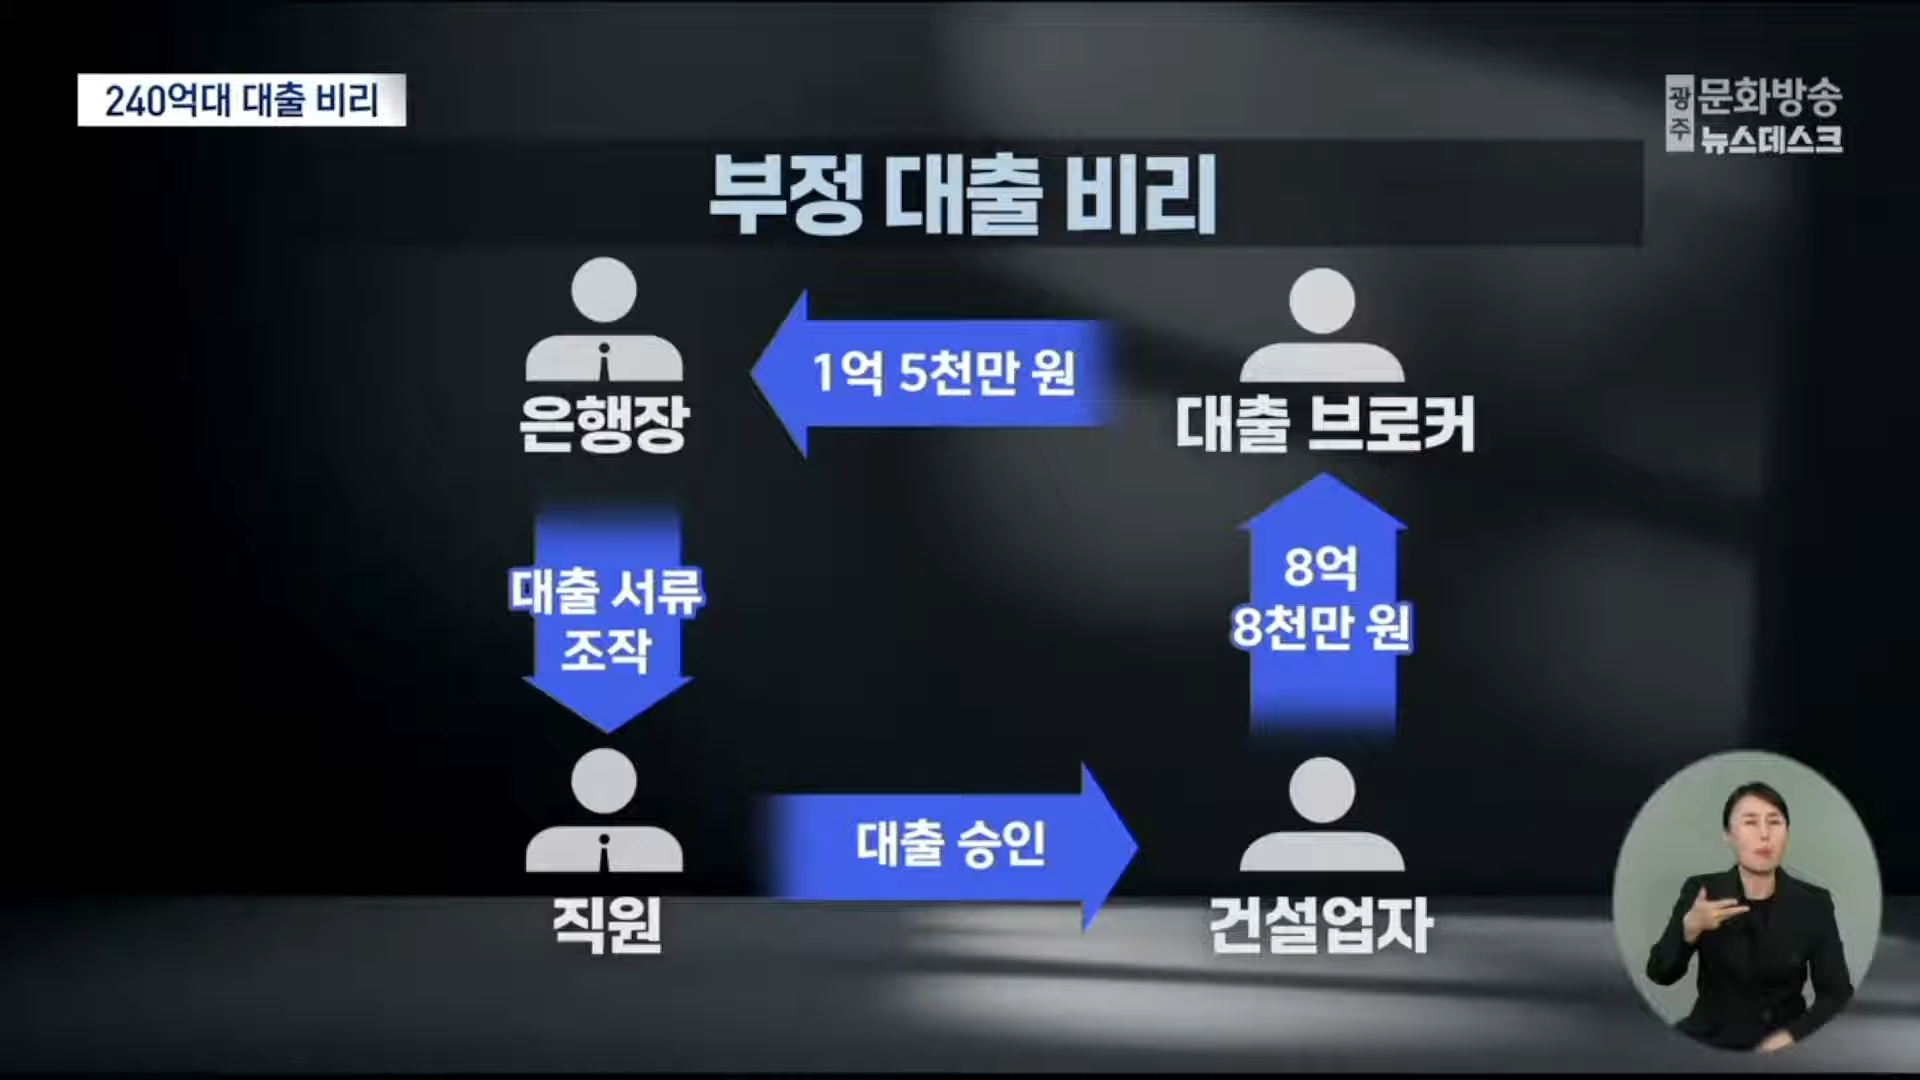 240억대 대출 비리
광주
문화방송
뉴스데스크
부정 대출 비리
1억 5천만 원
은행장
대출 브로커
대출 서류
조작
8억
8천만 원
대출 승인
직원
건설업자